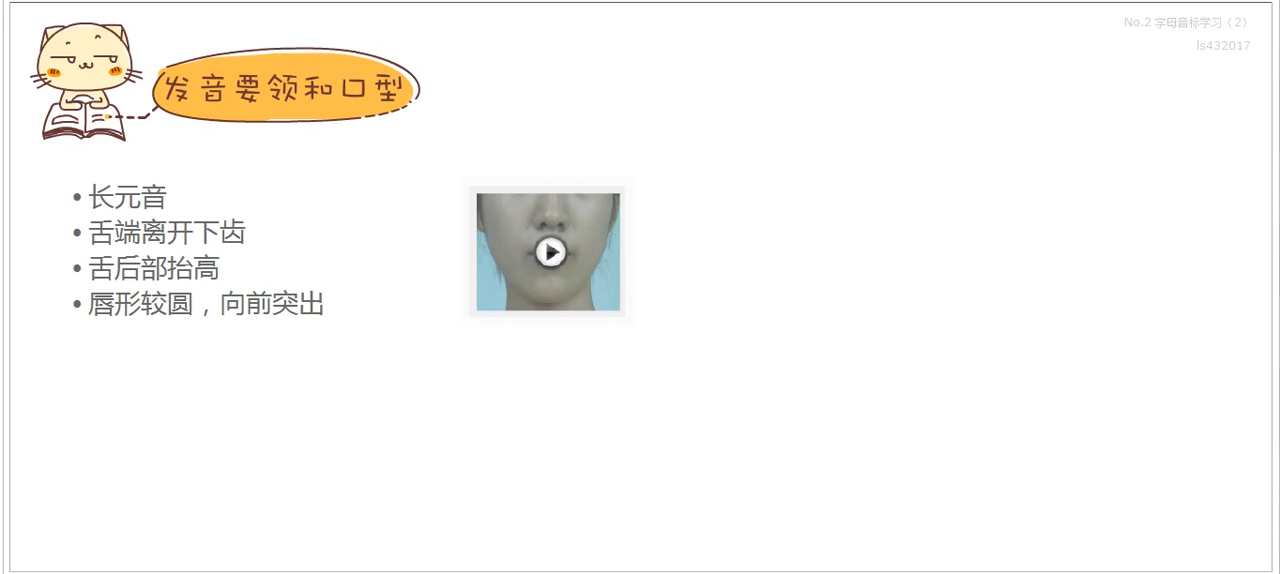 No.2 字母音标学习（2）
ls432017
发音要领和口型
• 长元音
• 舌端离开下齿
• 舌后部抬高
• 唇形较圆，向前突出